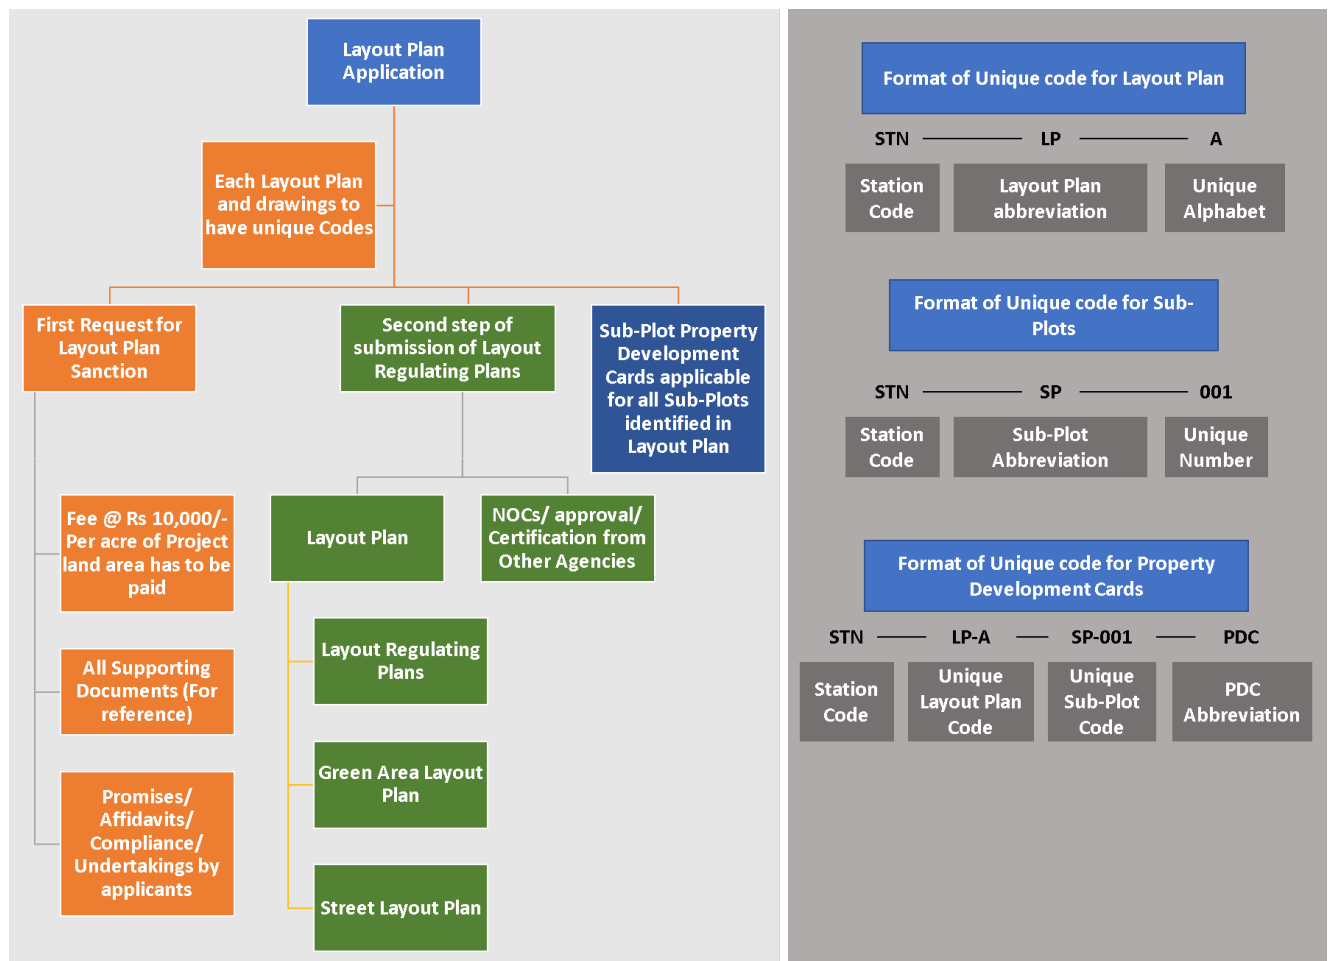 Layout Plan
Application
Each Layout Plan
and drawings to
have unique Codes
First Request for
Layout Plan
Sanction
Second step of
submission of Layout
Regulating Plans
Sub-Plot Property
Development
Cards applicable
for all Sub-Plots
identified in
Layout Plan
Fee @ Rs 10,000/-
Per acre of Project
land area has to be
paid
All Supporting
Documents (For
reference)
Promises/
Affidavits/
Compliance/
Undertakings by
applicants
Layout Plan
NOCs/ approval/
Certification from
Other Agencies
Layout Regulating
Plans
Green Area Layout
Plan
Street Layout Plan
Format of Unique code for Layout Plan
STN LP A
Station
Code
Layout Plan
abbreviation
Unique
Alphabet
Format of Unique code for Sub-
Plots
STN SP 001
Station
Code
Sub-Plot
Abbreviation
Unique
Number
Format of Unique code for Property
Development Cards
STN LP-A SP-001 PDC
Station
Code
Unique
Layout Plan
Code
Unique
Sub-Plot
Code
PDC
Abbreviation